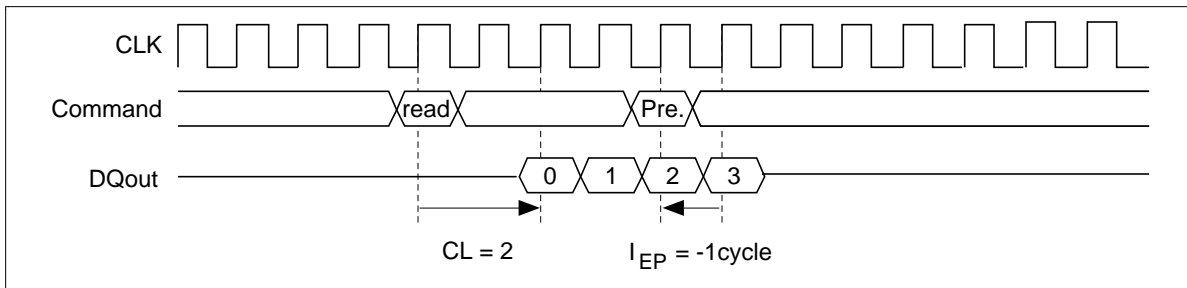 CLK
Command read Pre.
DQout 0 1 2 3
CL = 2 I EP = -1cycle